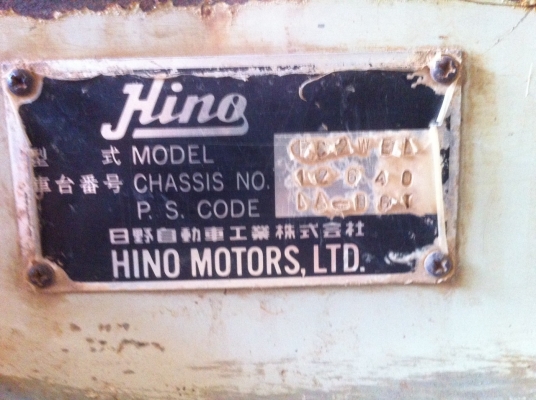 Hino
型 式 MODEL
車台番号 CHASSIS NO. 12640
P. S. CODE
日野自動車工業株式会社
HINO MOTORS, LTD.